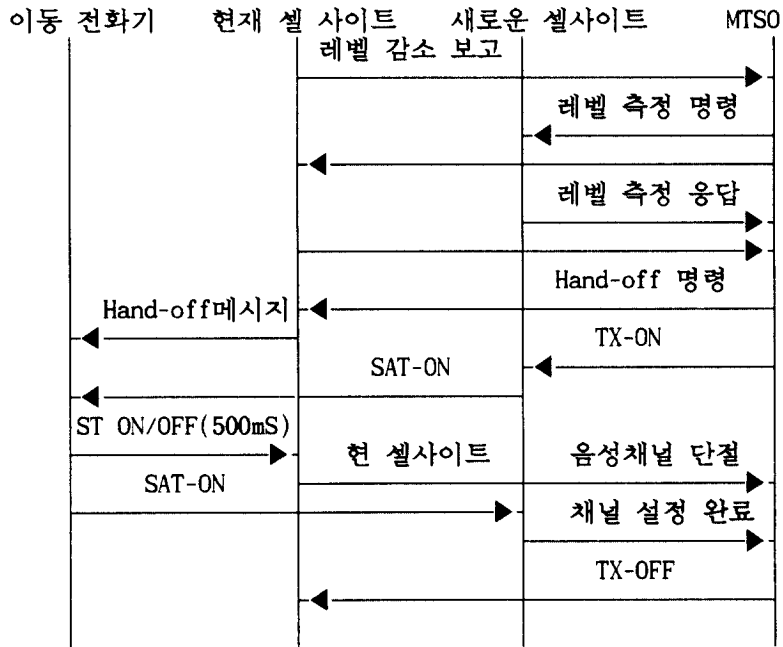 이동 전화기 현재 셀 사이트 새로운 셀사이트 MTSO
레벨 감소 보고
레벨 측정 명령
레벨 측정 응답
Hand-off 명령
Hand-off메시지
TX-ON
SAT-ON
ST ON/OFF(500mS)
현 셀사이트 음성채널 단절
SAT-ON
채널 설정 완료
TX-OFF